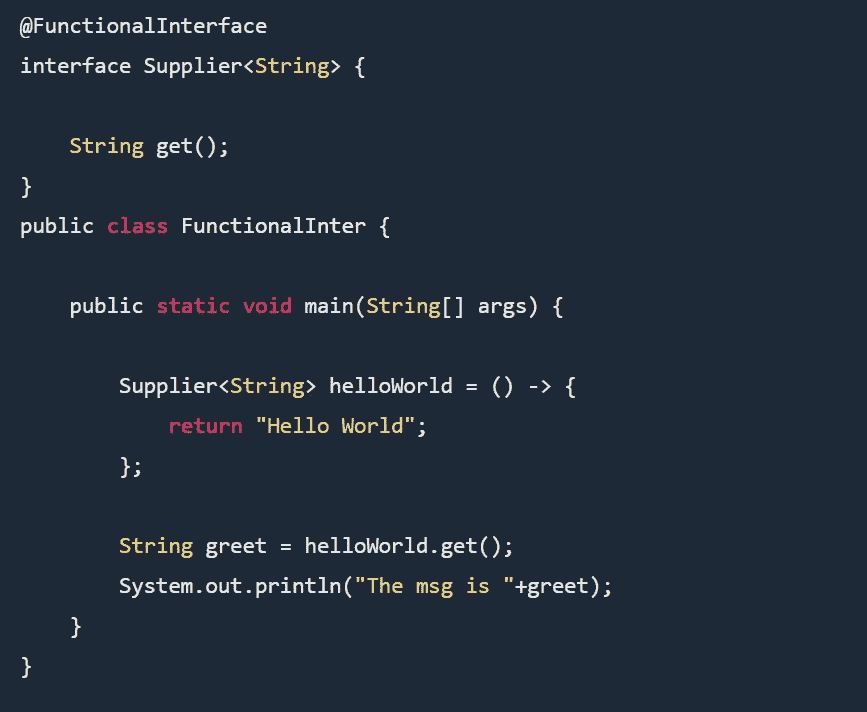 @FunctionalInterface
interface Supplier<String> {
    String get();
}
public class FunctionalInter {
    public static void main(String[] args) {
        Supplier<String> helloWorld = () -> {
            return "Hello World";
        };
        String greet = helloWorld.get();
        System.out.println("The msg is "+greet);
    }
}